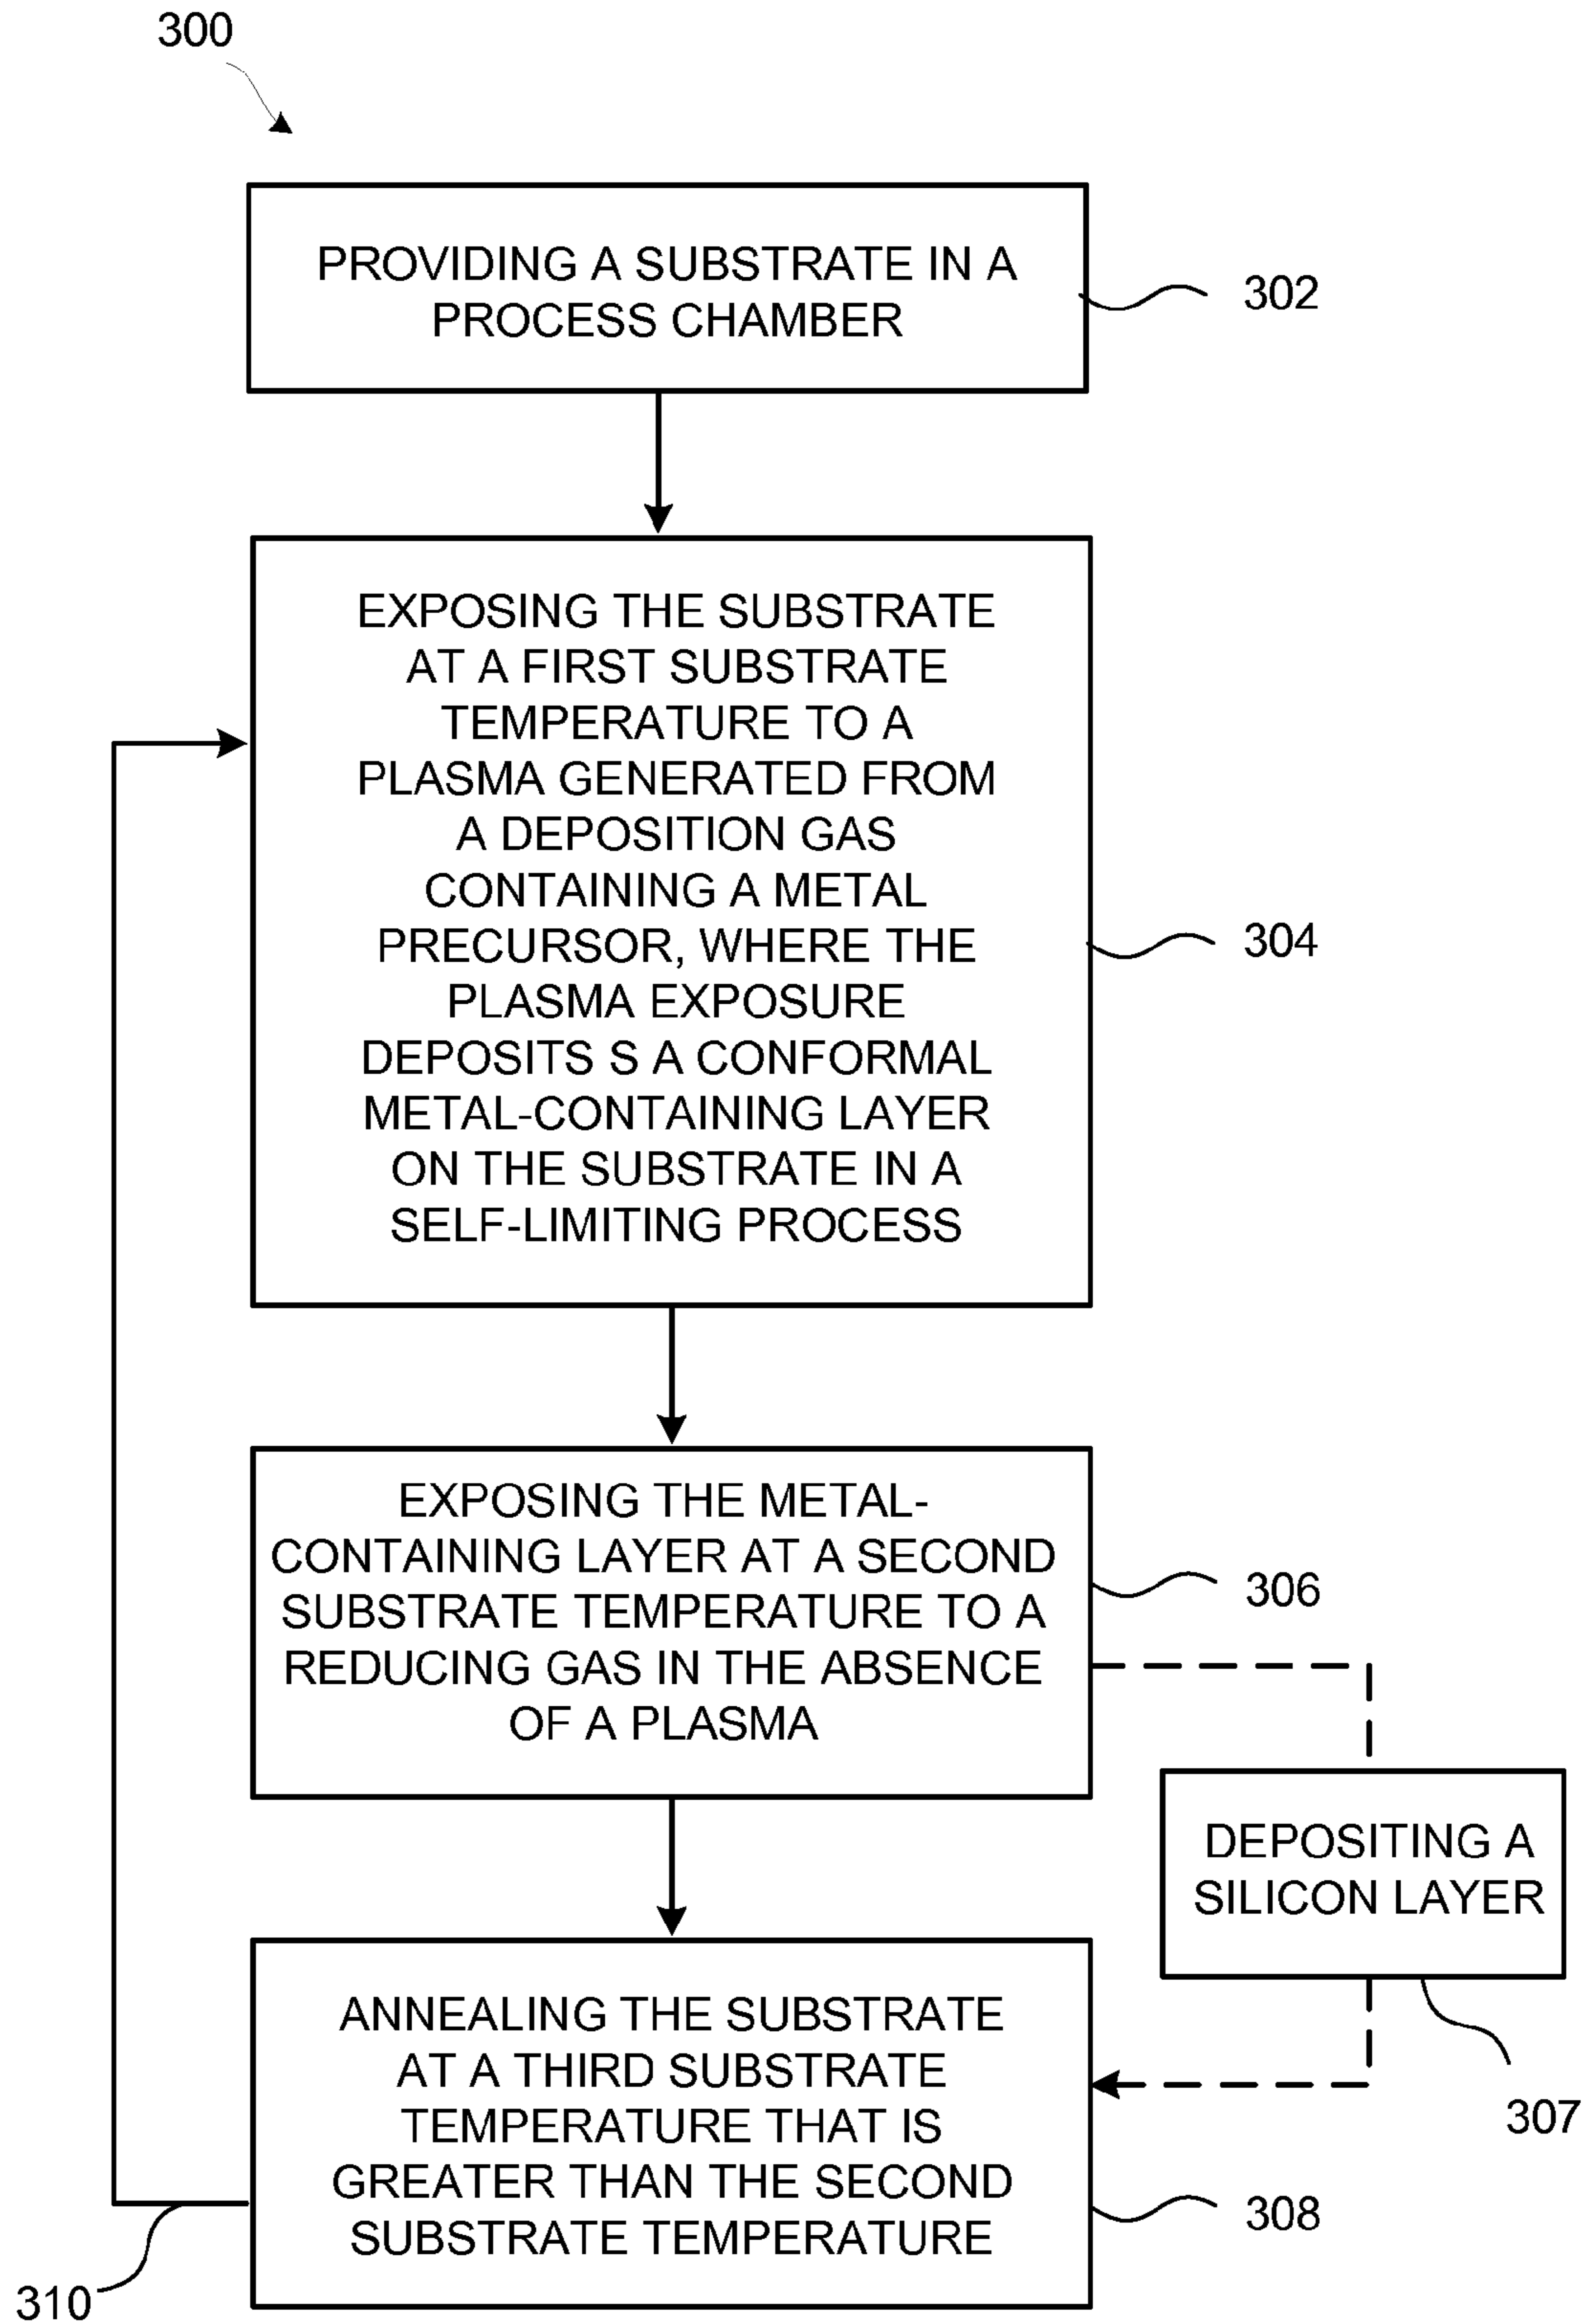 300
PROVIDING A SUBSTRATE IN A
PROCESS CHAMBER
302
EXPOSING THE SUBSTRATE
AT A FIRST SUBSTRATE
TEMPERATURE TO A
PLASMA GENERATED FROM
A DEPOSITION GAS
CONTAINING A METAL
PRECURSOR, WHERE THE
PLASMA EXPOSURE
DEPOSITS S A CONFORMAL
METAL-CONTAINING LAYER
ON THE SUBSTRATE IN A
SELF-LIMITING PROCESS
304
EXPOSING THE METAL-
CONTAINING LAYER AT A SECOND
SUBSTRATE TEMPERATURE TO A
REDUCING GAS IN THE ABSENCE
OF A PLASMA
306
DEPOSITING A
SILICON LAYER
307
ANNEALING THE SUBSTRATE
AT A THIRD SUBSTRATE
TEMPERATURE THAT IS
GREATER THAN THE SECOND
SUBSTRATE TEMPERATURE
308
310